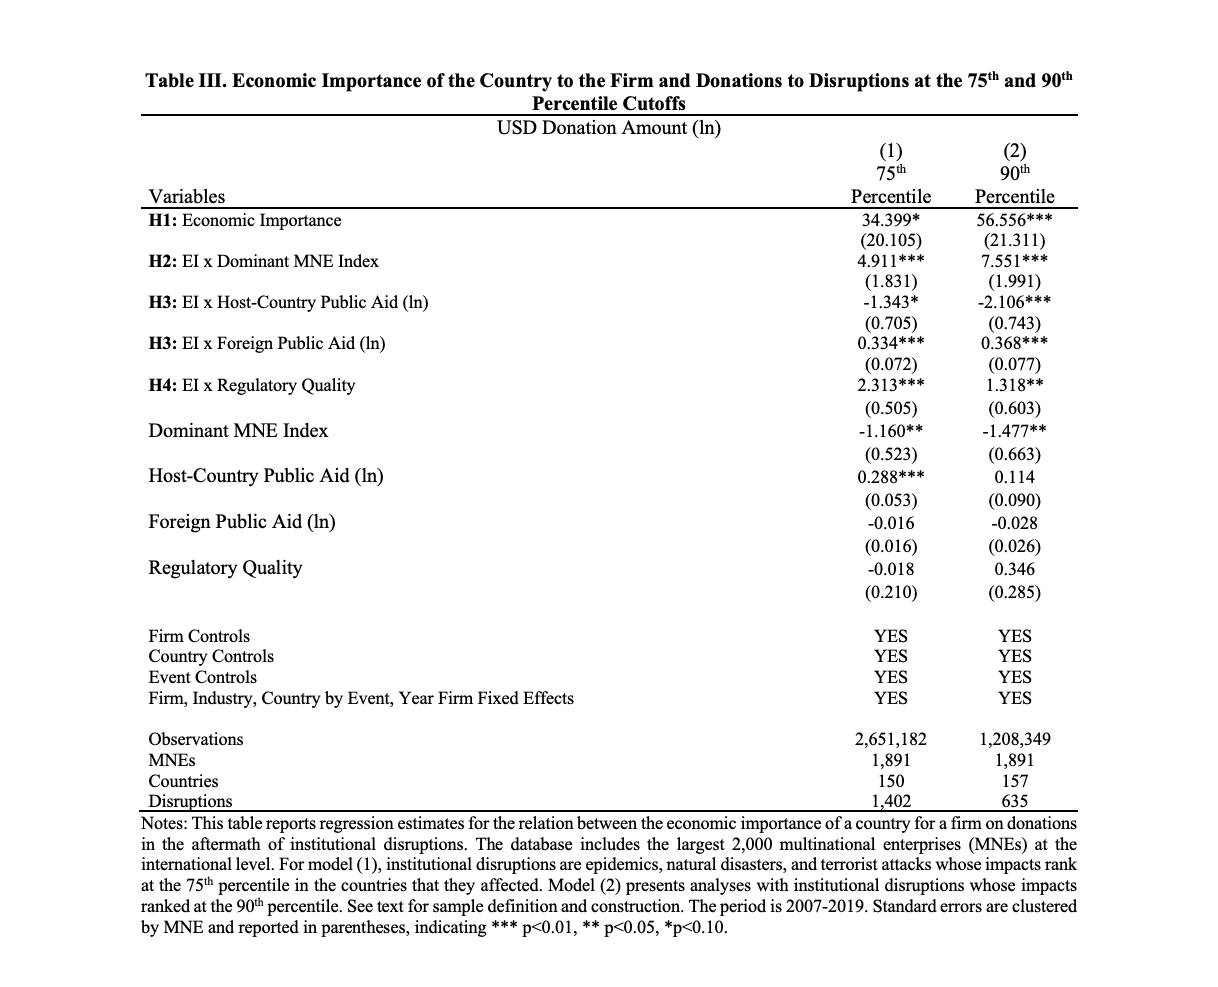 Table III. Economic Importance of the Country to the Firm and Donations to Disruptions at the 75th and 90th
Percentile Cutoffs
USD Donation Amount (ln)
(1) (2)
75th 90th
Variables Percentile Percentile
H1: Economic Importance 34.399* 56.556***
(20.105) (21.311)
H2: EI x Dominant MNE Index 4.911*** 7.551***
(1.831) (1.991)
H3: EI x Host-Country Public Aid (ln) -1.343* -2.106***
(0.705) (0.743)
H3: EI x Foreign Public Aid (ln) 0.334*** 0.368***
(0.072) (0.077)
H4: EI x Regulatory Quality 2.313*** 1.318**
(0.505) (0.603)
Dominant MNE Index -1.160** -1.477**
(0.523) (0.663)
Host-Country Public Aid (ln) 0.288*** 0.114
(0.053) (0.090)
Foreign Public Aid (ln) -0.016 -0.028
(0.016) (0.026)
Regulatory Quality -0.018 0.346
(0.210) (0.285)
Firm Controls YES YES
Country Controls YES YES
Event Controls YES YES
Firm, Industry, Country by Event, Year Firm Fixed Effects YES YES
Observations 2,651,182 1,208,349
MNEs 1,891 1,891
Countries 150 157
Disruptions 1,402 635
Notes: This table reports regression estimates for the relation between the economic importance of a country for a firm on donations
in the aftermath of institutional disruptions. The database includes the largest 2,000 multinational enterprises (MNEs) at the
international level. For model (1), institutional disruptions are epidemics, natural disasters, and terrorist attacks whose impacts rank
at the 75th percentile in the countries that they affected. Model (2) presents analyses with institutional disruptions whose impacts
ranked at the 90th percentile. See text for sample definition and construction. The period is 2007-2019. Standard errors are clustered
by MNE and reported in parentheses, indicating *** p<0.01, ** p<0.05, *p<0.10.